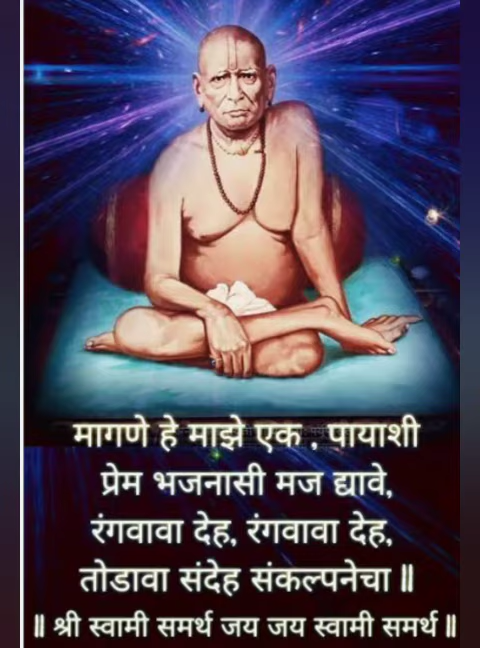 मागणे हे माझे एक , पायाशी
प्रेम भजनासी मज द्यावे,
रंगवावा देह, रंगवावा देह,
तोडावा संदेह संकल्पनेचा ॥
॥ श्री स्वामी समर्थ जय जय स्वामी समर्थ ॥